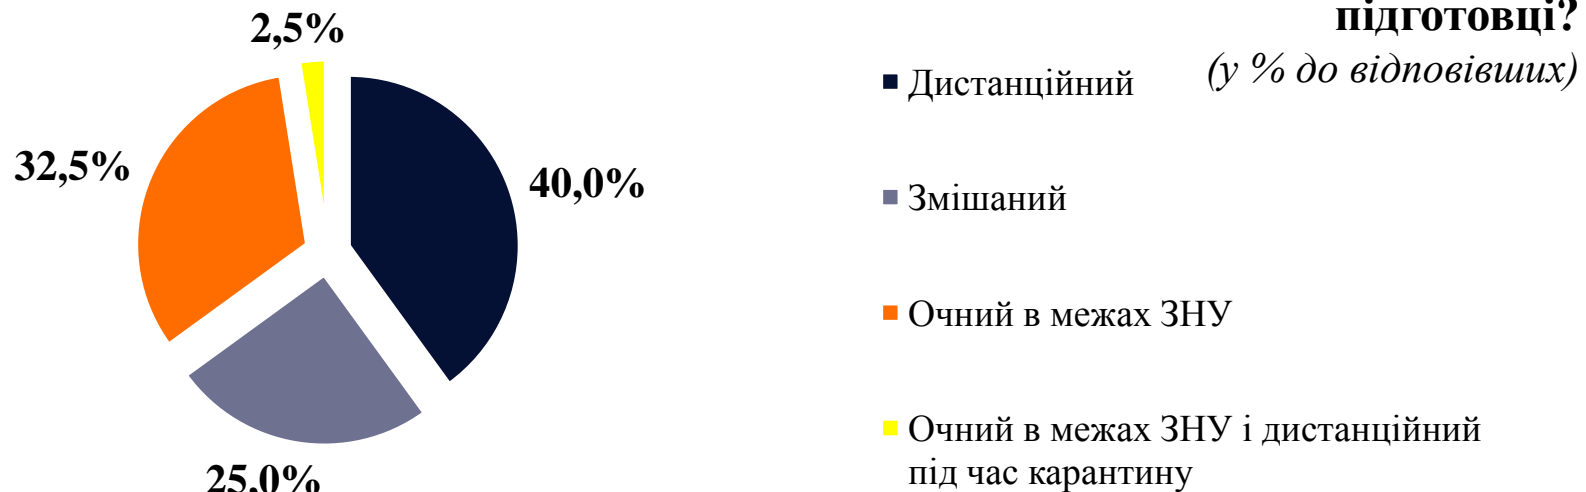 підготовці?
(у % до відповівших)
2,5%
32,5%
40,0%
25,0%
Дистанційний
Змішаний
Очний в межах ЗНУ
Очний в межах ЗНУ і дистанційний
під час карантину